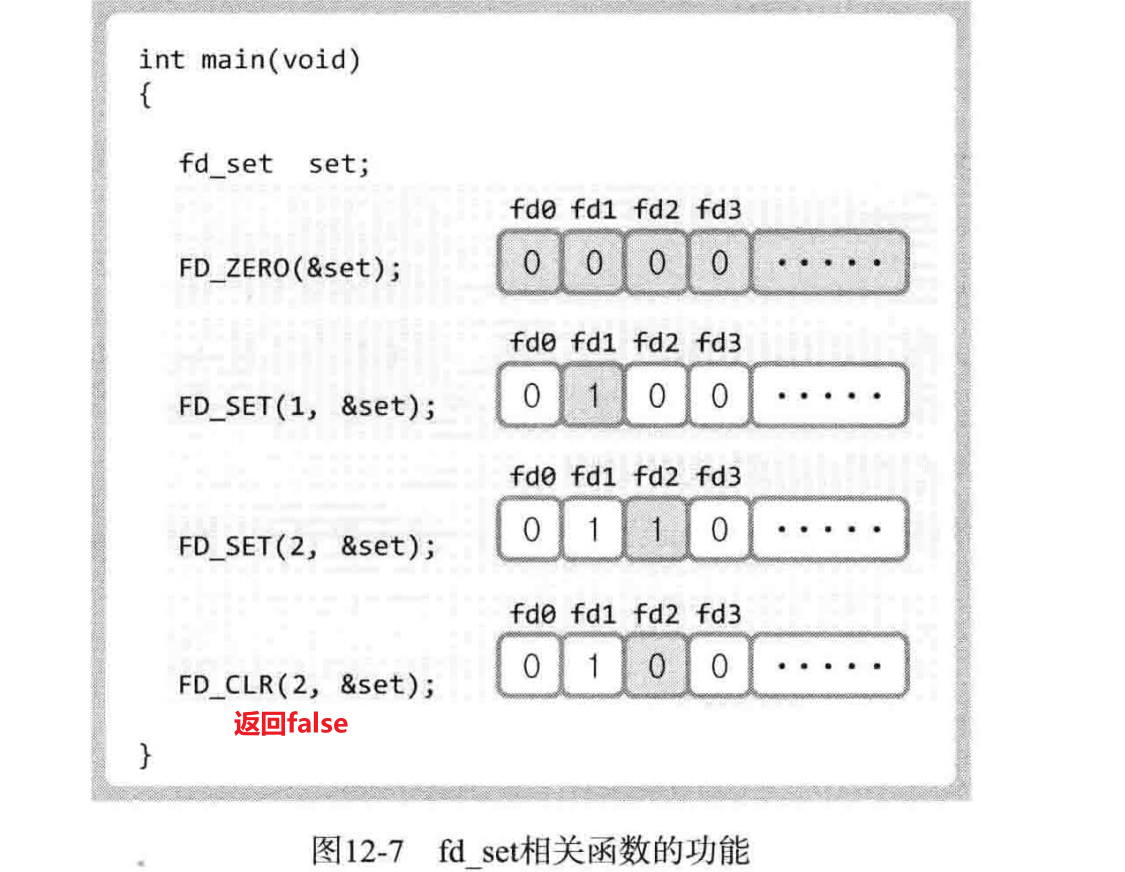 int main(void)
{
fd_set set;
fd0 fd1 fd2 fd3
FD_ZERO(&set); 0 0 0 0 ·····
fd0 fd1 fd2 fd3
FD_SET(1, &set); 0 1 0 0 ·····
fd0 fd1 fd2 fd3
FD_SET(2, &set); 0 1 1 0 ·····
fd0 fd1 fd2 fd3
FD_CLR(2, &set); 0 1 0 0 ·····
返回false
}
图12-7 fd_set相关函数的功能